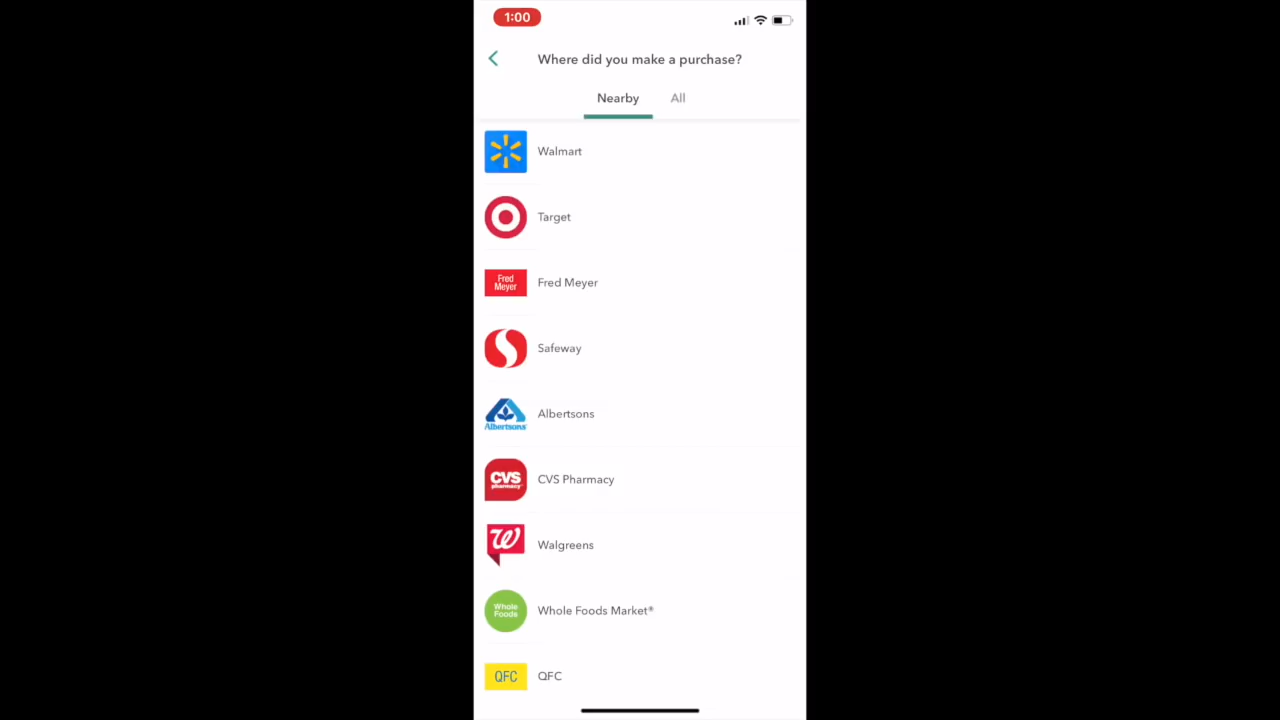 1:00
Where did you make a purchase?
Nearby All
Walmart
Target
Fred
Meyer
Fred Meyer
Safeway
Albertsons
Albertsons
CVS
pharmacy
CVS Pharmacy
W
Walgreens
Whole
Foods
Whole Foods Market®
QFC
QFC